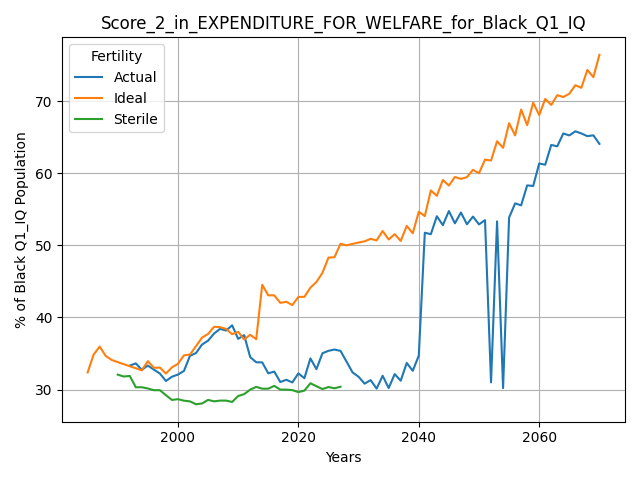 Score_2_in_EXPENDITURE_FOR_WELFARE_for_Black_Q1_IQ
Fertility
Actual
Ideal
Sterile
% of Black Q1_IQ Population
70
60
50
40
30
2000
2020
2040
2060
Years